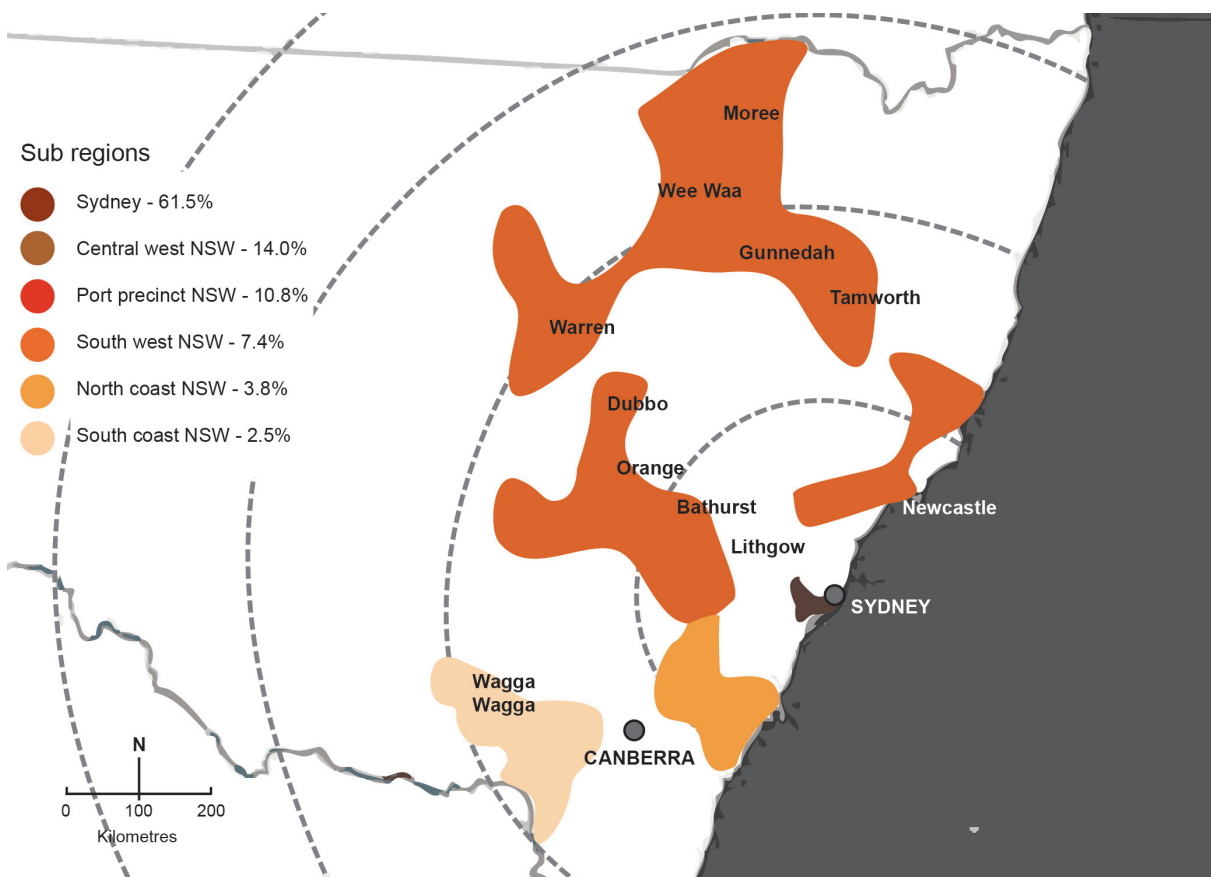 Sub regions
Sydney - 61.5%
Central west NSW - 14.0%
Port precinct NSW - 10.8%
South west NSW - 7.4%
North coast NSW - 3.8%
South coast NSW - 2.5%
Moree
Wee Waa
Gunnedah
Tamworth
Warren
Dubbo
Orange
Bathurst
Newcastle
Lithgow
SYDNEY
Wagga
Wagga
CANBERRA
N
0 100 200
Kilometres